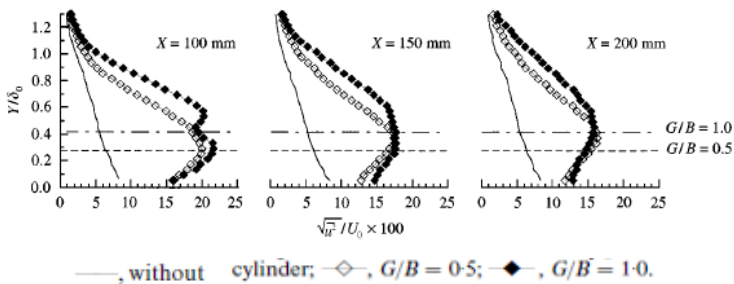 X = 100 mm
X = 150 mm
X = 200 mm
Y/δ₀
1.2
1.0
0.8
0.6
0.4
0.2
0.0
G/B = 1.0
G/B = 0.5
0 5 10 15 20 25
0 5 10 15 20 25
0 5 10 15 20 25
√u̅²/U₀ × 100
, without cylinder; , G/B = 0·5; , G/B = 1·0.